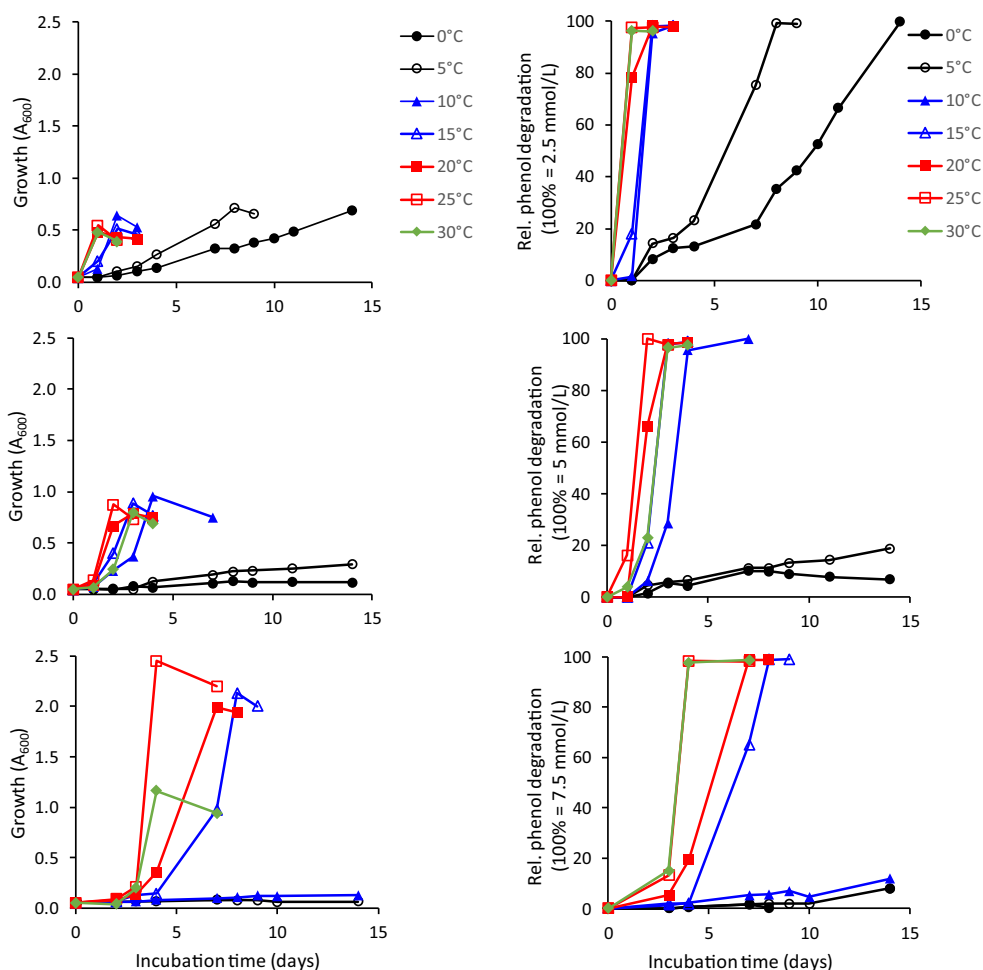 2.5
2.0
1.5
1.0
0.5
0.0
0 5 10 15
Growth (A600)
0°C
5°C
10°C
15°C
20°C
25°C
30°C
100
80
60
40
20
0
0 5 10 15
Rel. phenol degradation
(100% = 2.5 mmol/L)
0°C
5°C
10°C
15°C
20°C
25°C
30°C
2.5
2.0
1.5
1.0
0.5
0.0
0 5 10 15
Growth (A600)
100
80
60
40
20
0
0 5 10 15
Rel. phenol degradation
(100% = 5 mmol/L)
2.5
2.0
1.5
1.0
0.5
0.0
0 5 10 15
Growth (A600)
Incubation time (days)
100
80
60
40
20
0
0 5 10 15
Rel. phenol degradation
(100% = 7.5 mmol/L)
Incubation time (days)